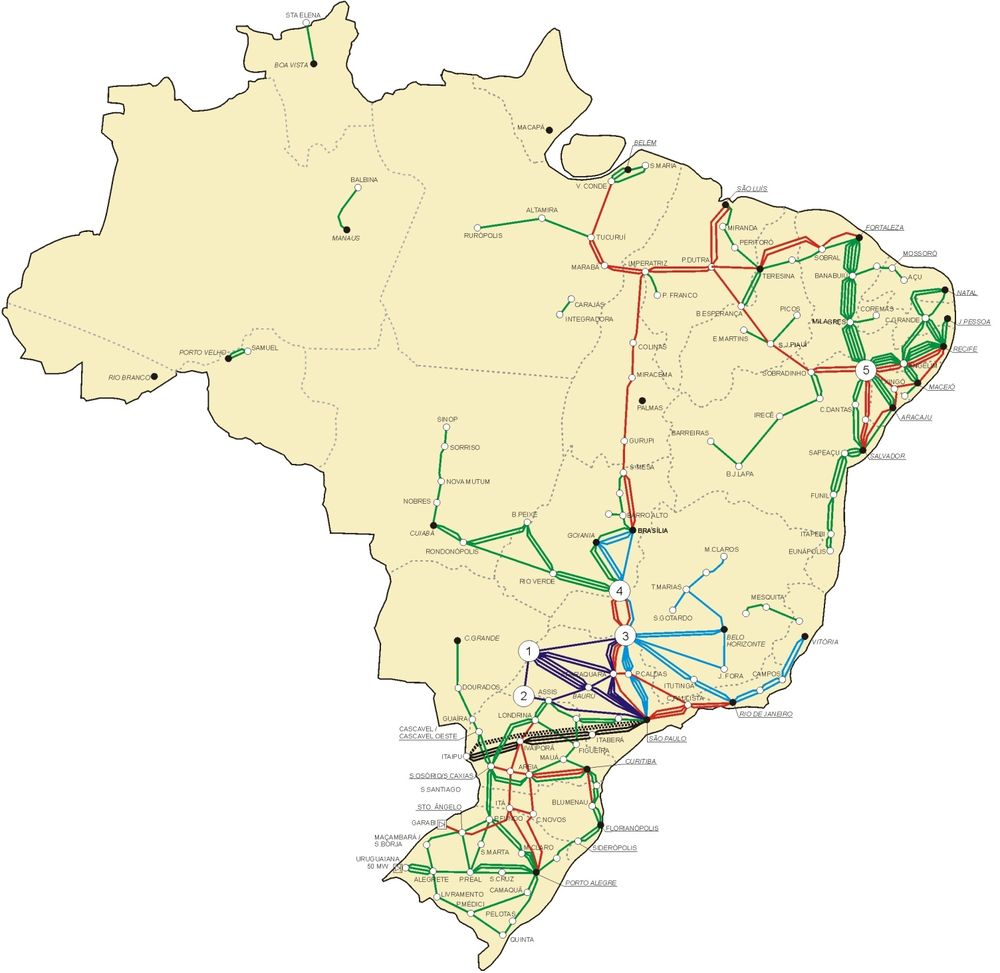 STA ELENA
BOA VISTA
MACAPÁ
BELÉM
S.MARIA
V. CONDE
BALBINA
MANAUS
SÃO LUÍS
ALTAMIRA
RURÓPOLIS
TUCURUÍ
MIRANDA
PERITORÓ
FORTALEZA
SOBRAL
MOSSORÓ
MARABÁ
IMPERATRIZ
P.DUTRA
TERESINA
BANABUIÚ
AÇU
P. FRANCO
NATAL
CARAJÁS
INTEGRADORA
B.ESPERANÇA
PICOS
COREMAS
MILAGRES
C.GRANDE
J.PESSOA
E.MARTINS
S.J.PIAUÍ
COLINAS
RECIFE
PORTO VELHO
SAMUEL
RIO BRANCO
MIRACEMA
SOBRADINHO
5
ANGELIM
XINGÓ
MACEIÓ
PALMAS
C.DANTAS
IRECÊ
ARACAJU
SINOP
SORRISO
GURUPI
BARREIRAS
SAPEAÇU
SALVADOR
S.MESA
B.J.LAPA
NOVA MUTUM
NOBRES
FUNIL
B.PEIXE
BARRO ALTO
CUIABÁ
GOIANIA
BRASÍLIA
ITAPEBI
RONDONÓPOLIS
M.CLAROS
EUNÁPOLIS
RIO VERDE
4
T.MARIAS
MESQUITA
S.GOTARDO
C.GRANDE
3
BELO
HORIZONTE
VITÓRIA
1
DOURADOS
ARARAQUARA
P.CALDAS
J. FORA
CAMPOS
ITUTINGA
2
ASSIS
BAURU
C.PAULISTA
GUAÍRA
LONDRINA
RIO DE JANEIRO
CASCAVEL /
CASCAVEL OESTE
ITABERÁ
SÃO PAULO
ITAIPU
IVAIPORÃ
FIGUEIRA
MAUÁ
CURITIBA
AREIA
S.OSÓRIO/S.CAXIAS
S.SANTIAGO
STO. ÂNGELO
ITÁ
BLUMENAU
GARABI
P.FUNDO
C.NOVOS
FLORIANÓPOLIS
MAÇAMBARÁ /
S.BORJA
S.MARTA
M.CLARO
SIDERÓPOLIS
URUGUAIANA
50 MW
ALEGRETE
P.REAL
S.CRUZ
PORTO ALEGRE
LIVRAMENTO
CAMAQUÃ
P.MÉDICI
PELOTAS
QUINTA